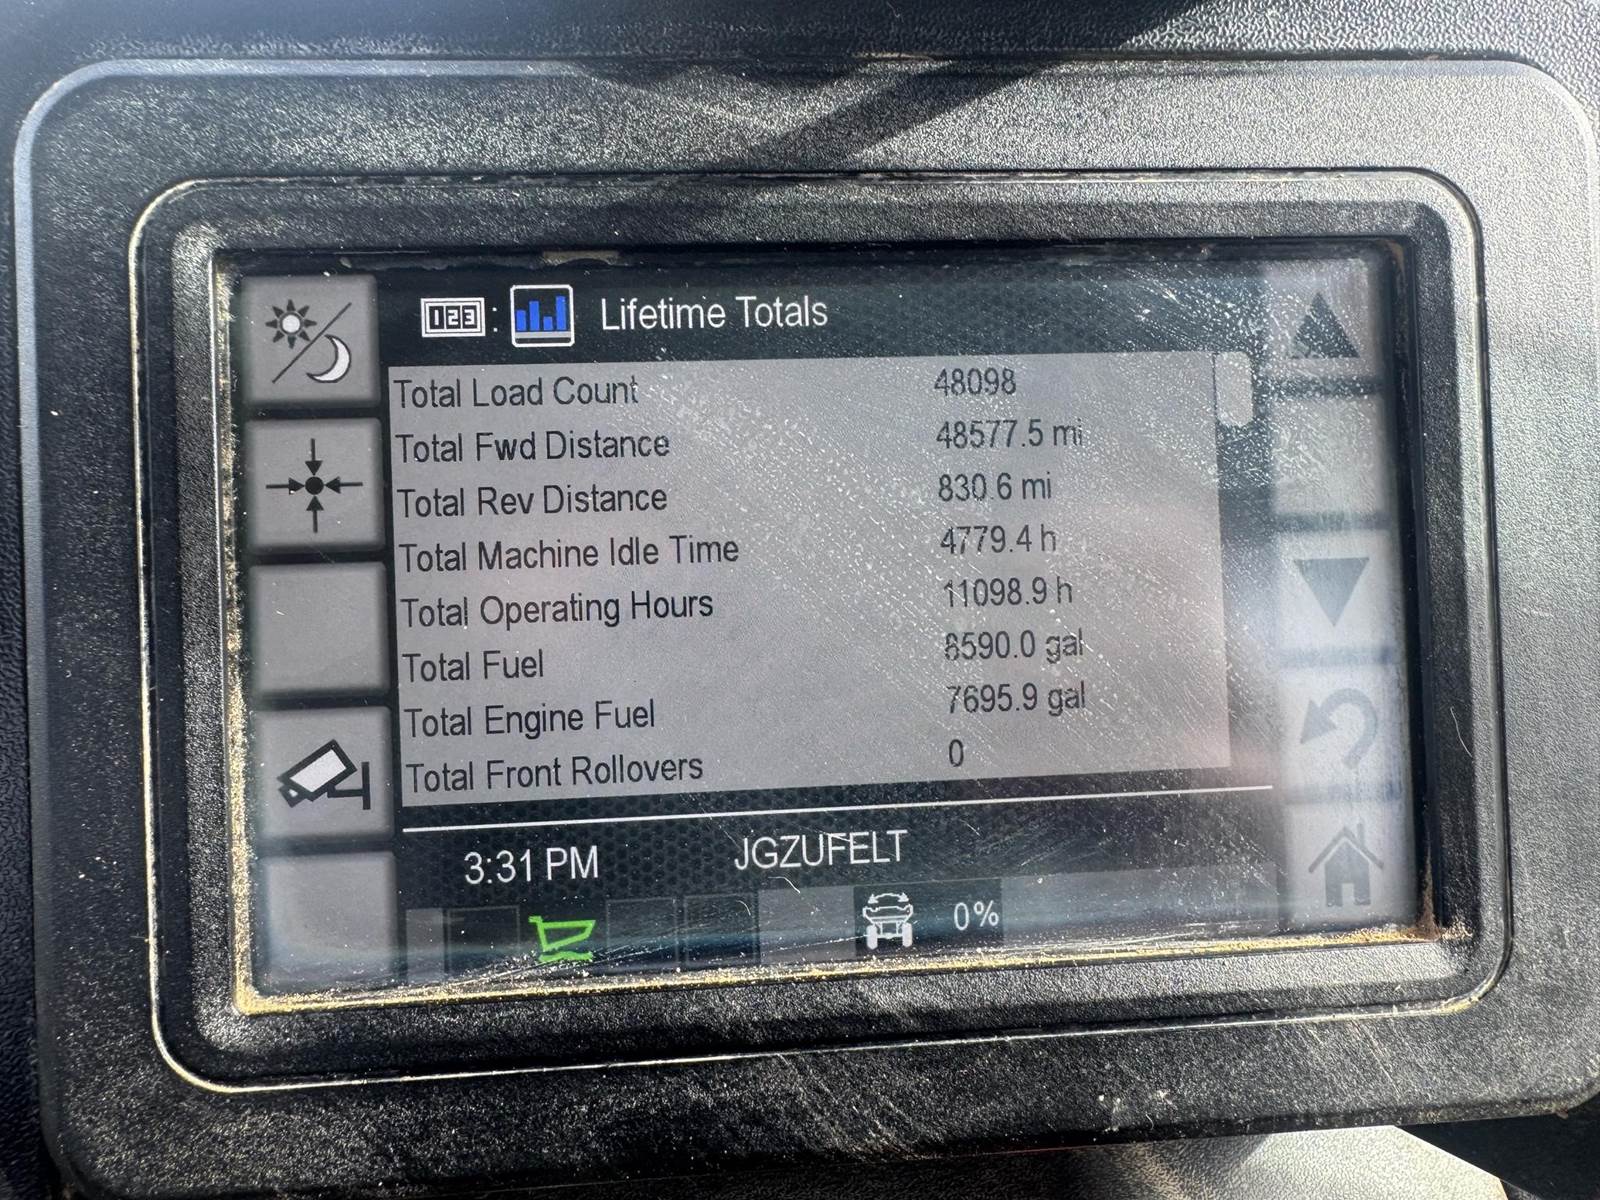 123 : Lifetime Totals
Total Load Count 48098
Total Fwd Distance 48577.5 mi
Total Rev Distance 830.6 mi
Total Machine Idle Time 4779.4 h
Total Operating Hours 11098.9 h
Total Fuel 8590.0 gal
Total Engine Fuel 7695.9 gal
Total Front Rollovers 0
3:31 PM JGZUFELT
0%